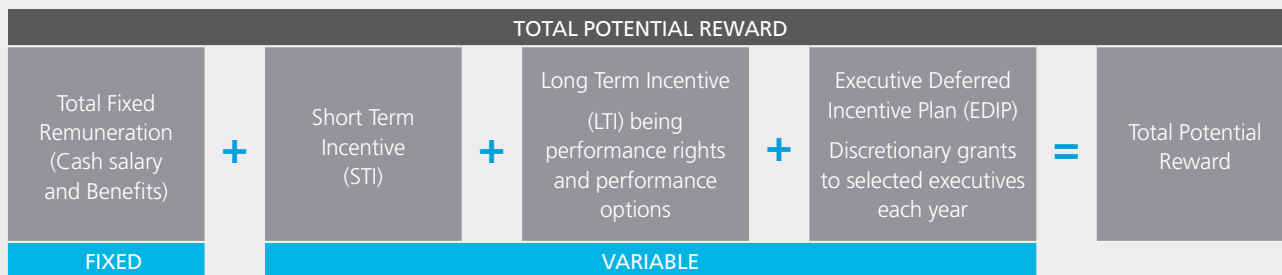 TOTAL POTENTIAL REWARD
Total Fixed
Remuneration
(Cash salary
and Benefits)
+
Short Term
Incentive
(STI)
+
Long Term Incentive
(LTI) being
performance rights
and performance
options
+
Executive Deferred
Incentive Plan (EDIP)
Discretionary grants
to selected executives
each year
=
Total Potential
Reward
FIXED
VARIABLE